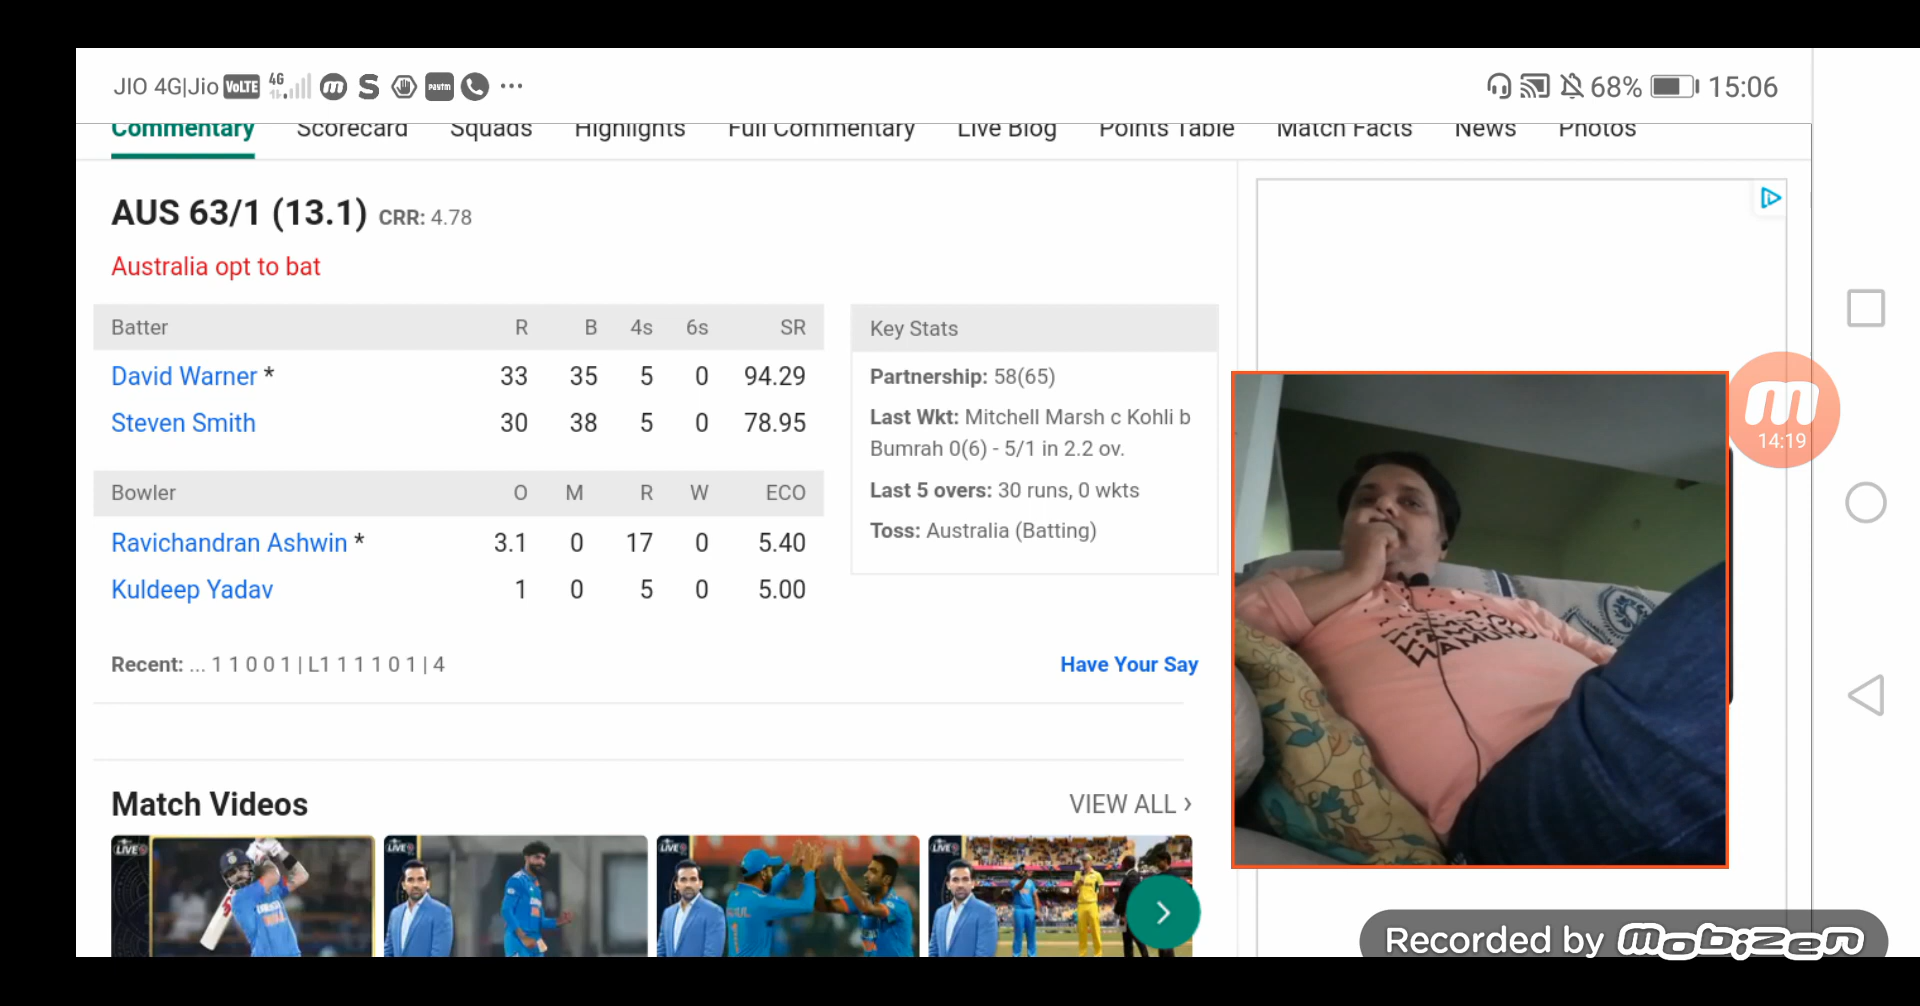 JIO 4G|Jio VoLTE 4G m S paytm ... 68% 15:06
Commentary Scorecard Squads Highlights Full Commentary Live Blog Points Table Match Facts News Photos
AUS 63/1 (13.1) CRR: 4.78
Australia opt to bat
Batter R B 4s 6s SR
David Warner * 33 35 5 0 94.29
Steven Smith 30 38 5 0 78.95
Bowler O M R W ECO
Ravichandran Ashwin * 3.1 0 17 0 5.40
Kuldeep Yadav 1 0 5 0 5.00
Recent: ... 1 1 0 0 1 | L1 1 1 1 0 1 | 4
Have Your Say
Key Stats
Partnership: 58(65)
Last Wkt: Mitchell Marsh c Kohli b
Bumrah 0(6) - 5/1 in 2.2 ov.
Last 5 overs: 30 runs, 0 wkts
Toss: Australia (Batting)
m
14:19
Match Videos
VIEW ALL ›
LIVE
LIVE
LIVE
LIVE
Recorded by Mobizen